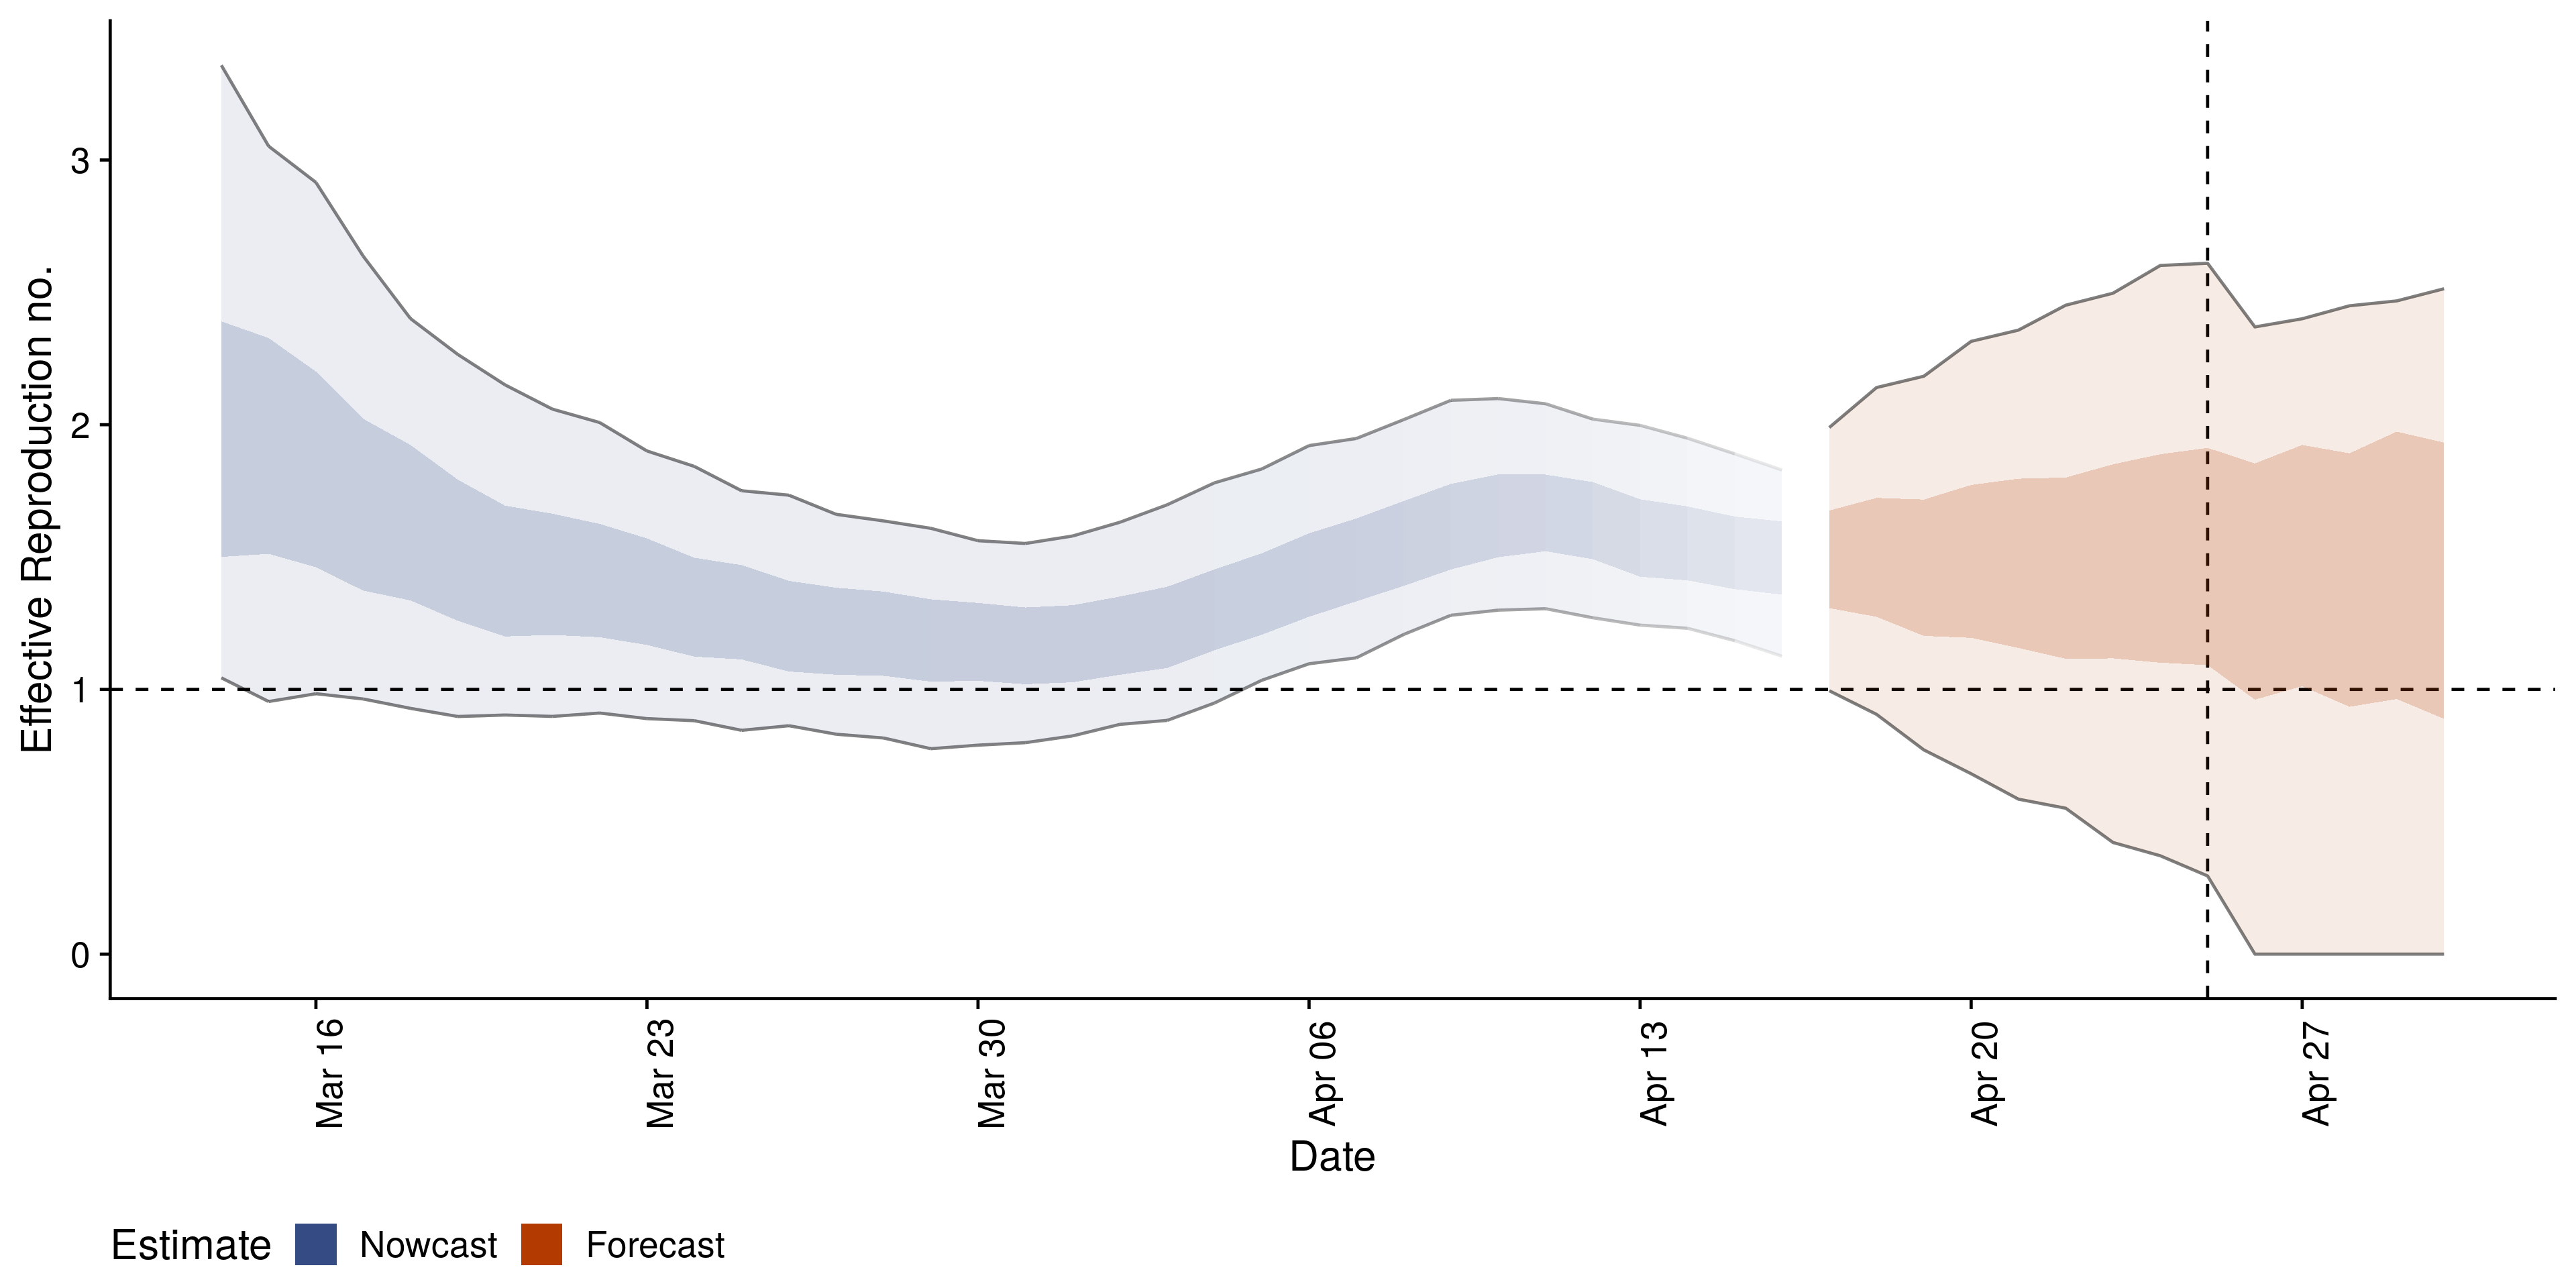 Effective Reproduction no.
3
2
1
0
Mar 16
Mar 23
Mar 30
Apr 06
Apr 13
Apr 20
Apr 27
Date
Estimate Nowcast Forecast